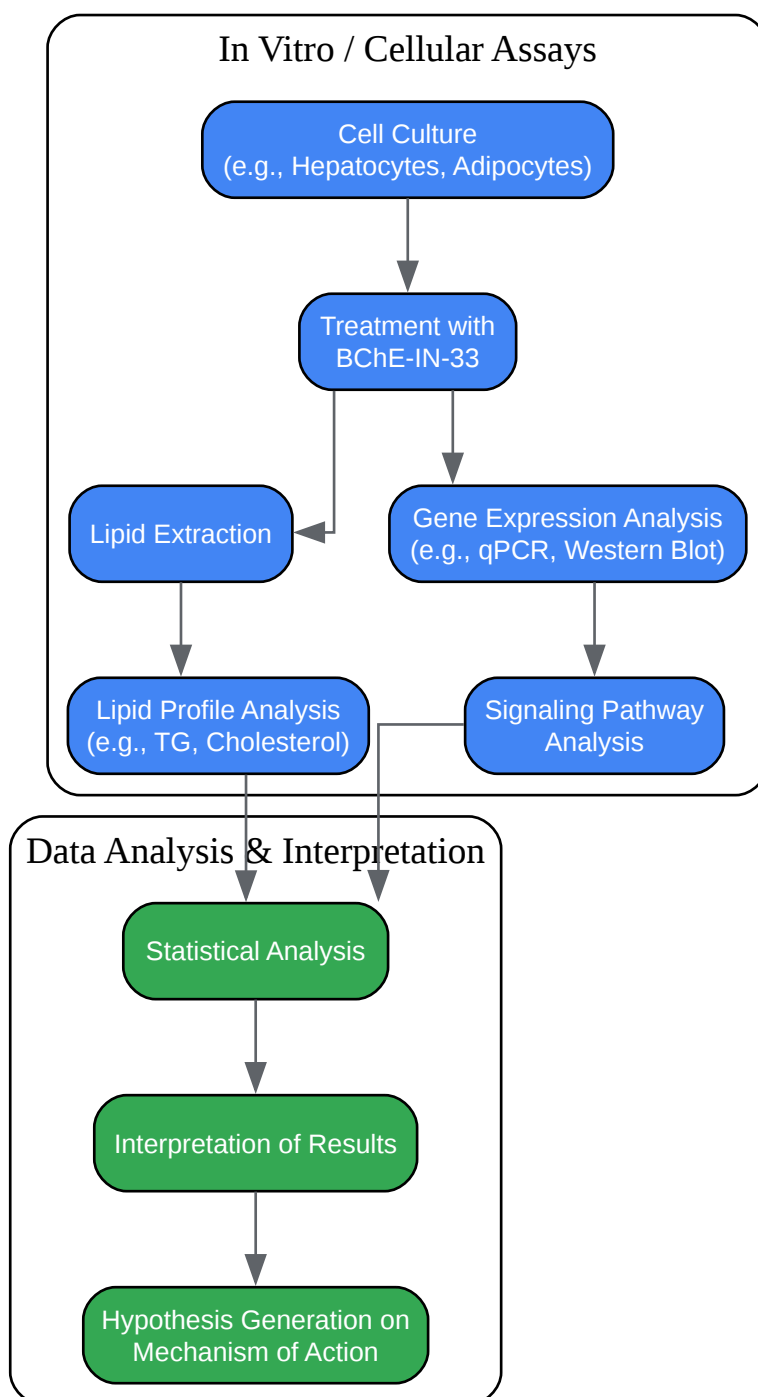 In Vitro / Cellular Assays
Cell Culture
(e.g., Hepatocytes, Adipocytes)
Treatment with
BChE-IN-33
Lipid Extraction
Gene Expression Analysis
(e.g., qPCR, Western Blot)
Lipid Profile Analysis
(e.g., TG, Cholesterol)
Signaling Pathway
Analysis
Data Analysis & Interpretation
Statistical Analysis
Interpretation of Results
Hypothesis Generation on
Mechanism of Action